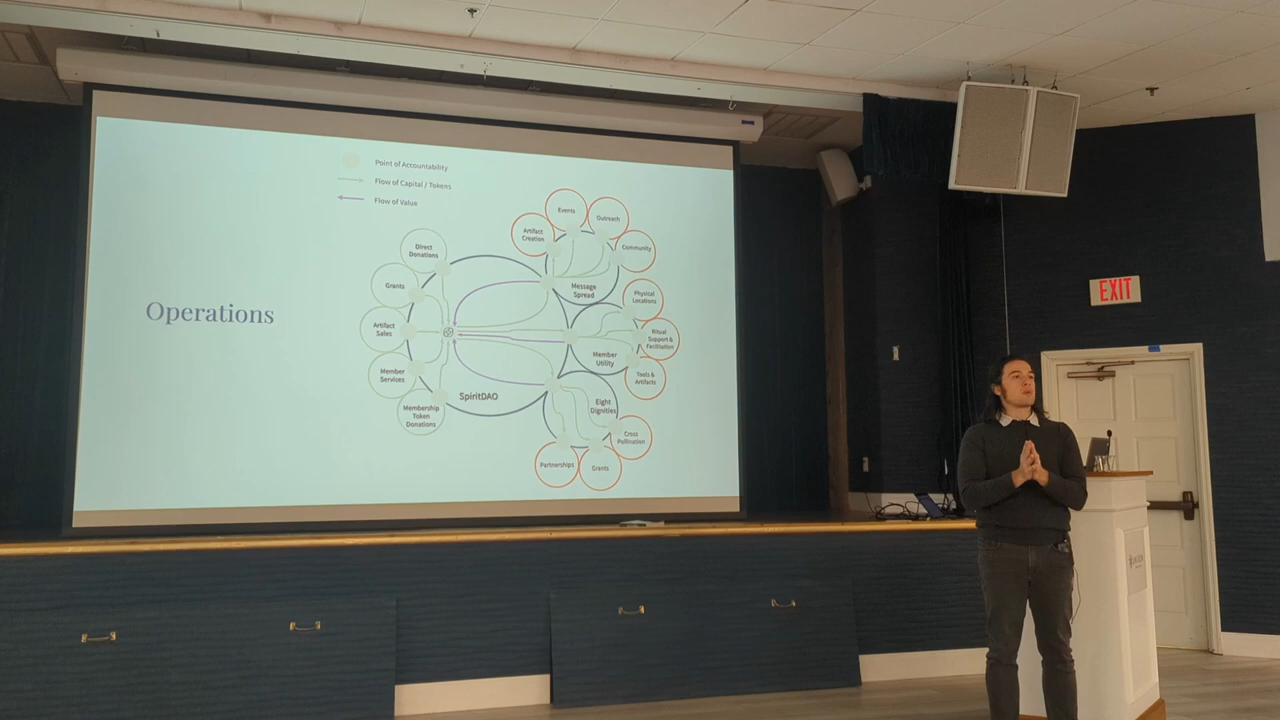 Point of Accountability
Flow of Capital / Tokens
Flow of Value
Operations
Direct
Donations
Grants
Artifact
Sales
Member
Services
Membership
Token
Donations
SpiritDAO
Artifact
Creation
Events
Outreach
Community
Message
Spread
Physical
Locations
Ritual
Support &
Facilitation
Tools &
Artifacts
Member
Utility
Eight
Dignities
Cross
Pollination
Grants
Partnerships
EXIT